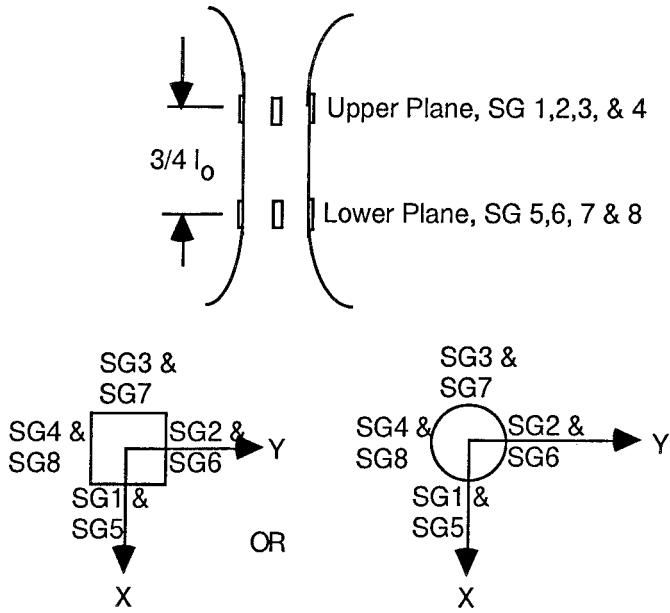 Upper Plane, SG 1,2,3, & 4
3/4 lo
Lower Plane, SG 5,6, 7 & 8
SG3 &
SG7
SG4 &
SG8
SG2 &
SG6
Y
SG1 &
SG5
X
OR
SG3 &
SG7
SG4 &
SG8
SG2 &
SG6
Y
SG1 &
SG5
X